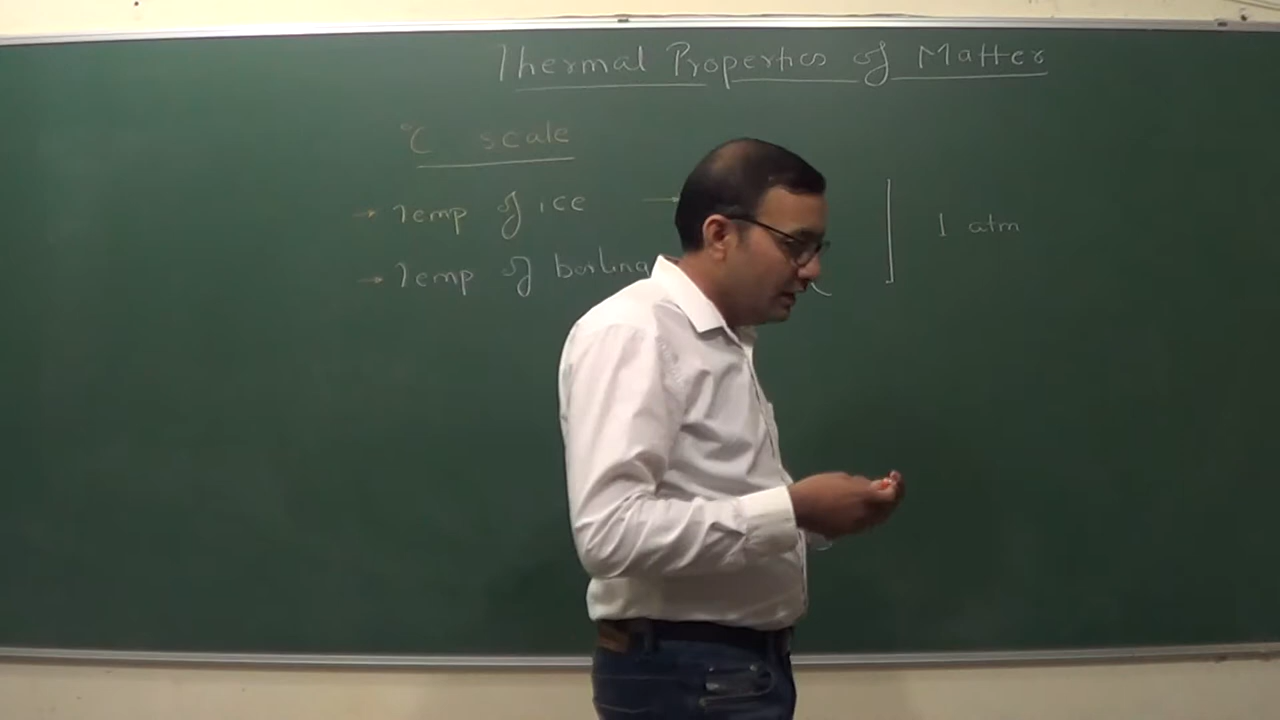 Thermal Properties of Matter
°C scale
→ Temp of ice →
→ Temp of boiling
1 atm